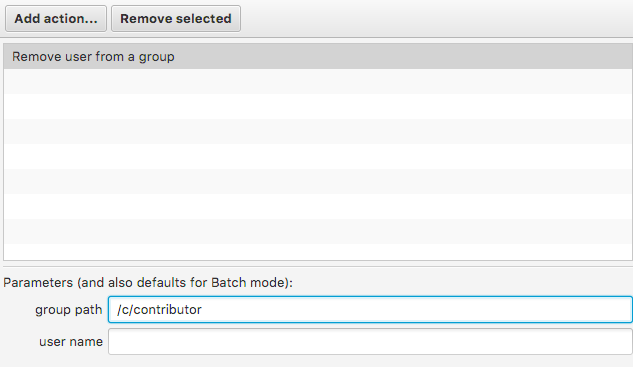 Add action... Remove selected
Remove user from a group
Parameters (and also defaults for Batch mode):
group path /c/contributor
user name